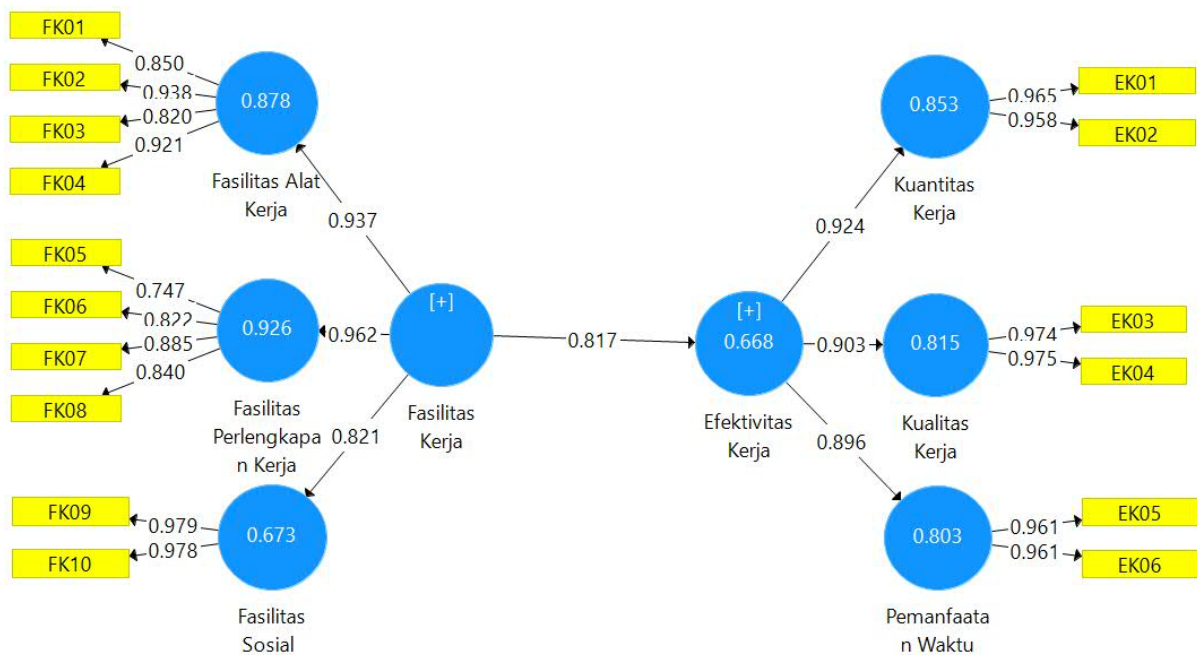 FK01
0.850
FK02
0.938
FK03
0.820
FK04
0.921
0.878
Fasilitas Alat
Kerja
0.937
FK05
0.747
FK06
0.822
FK07
0.885
FK08
0.840
0.926
Fasilitas
Perlengkapa
n Kerja
0.962
[+]
Fasilitas
Kerja
0.821
FK09
0.979
FK10
0.978
0.673
Fasilitas
Sosial
0.817
[+]
0.668
Efektivitas
Kerja
0.924
0.853
Kuantitas
Kerja
0.965
EK01
0.958
EK02
0.903
0.815
Kualitas
Kerja
0.974
EK03
0.975
EK04
0.896
0.803
Pemanfaata
n Waktu
0.961
EK05
0.961
EK06